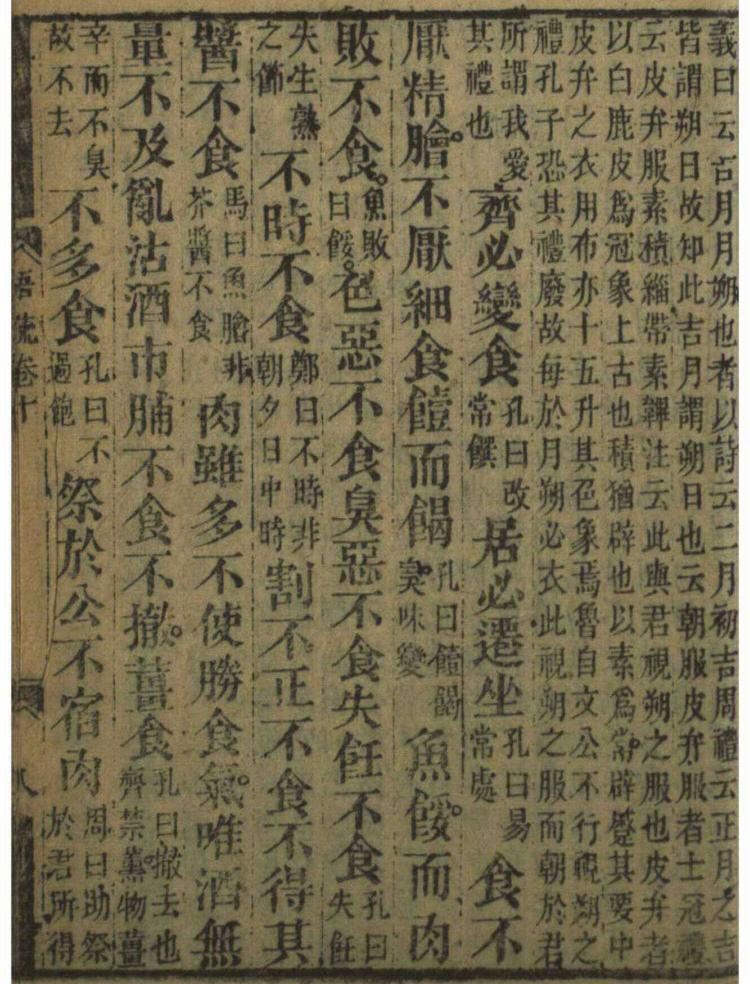 義曰云吉月月朔也者以詩云二月初吉周禮云正月之吉
皆謂朔日故知此吉月謂朔日也云朝服皮弁服者士冠禮
云皮弁服素積緇帶素韠注云此與君視朔之服也皮弁者
以白鹿皮爲冠象上古也積猶辟也以素爲常辟蹙其要中
皮弁之衣用布亦十五升其色象焉魯自文公不行視朔之
禮孔子恐其禮廢故每於月朔必衣此視朔之服而朝於君
所謂我愛其禮也齊必變食孔曰改常饌居必遷坐孔曰易常處食不
厭精膾。不厭細食饐而餲孔曰饐餲臭味變魚餒。而肉
敗不食。魚敗曰餒。色惡不食臭惡不食失飪不食孔曰失飪
失生熟之節不時不食鄭曰不時非朝夕日中時割不正不食不得其
醬不食馬曰魚膾非芥醬不食肉雖多不使勝食氣。唯酒無
量不及亂沽酒市脯不食不撤。薑食孔曰撤去也齊禁薰物薑
辛而不臭故不去不多食孔曰不過飽祭於公不宿肉周曰助祭於君所得
語疏卷十 八